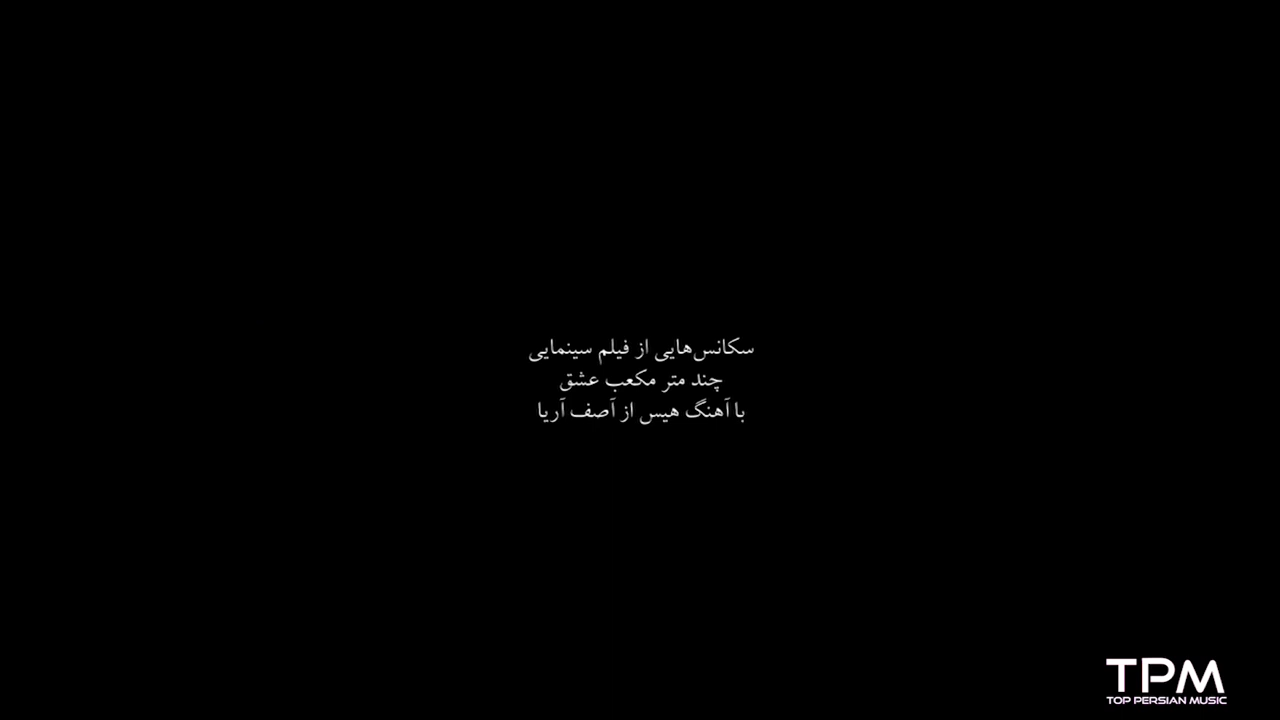 سکانس‌هایی از فیلم سینمایی
چند متر مکعب عشق
با آهنگ هیس از آصف آریا
TPM
TOP PERSIAN MUSIC